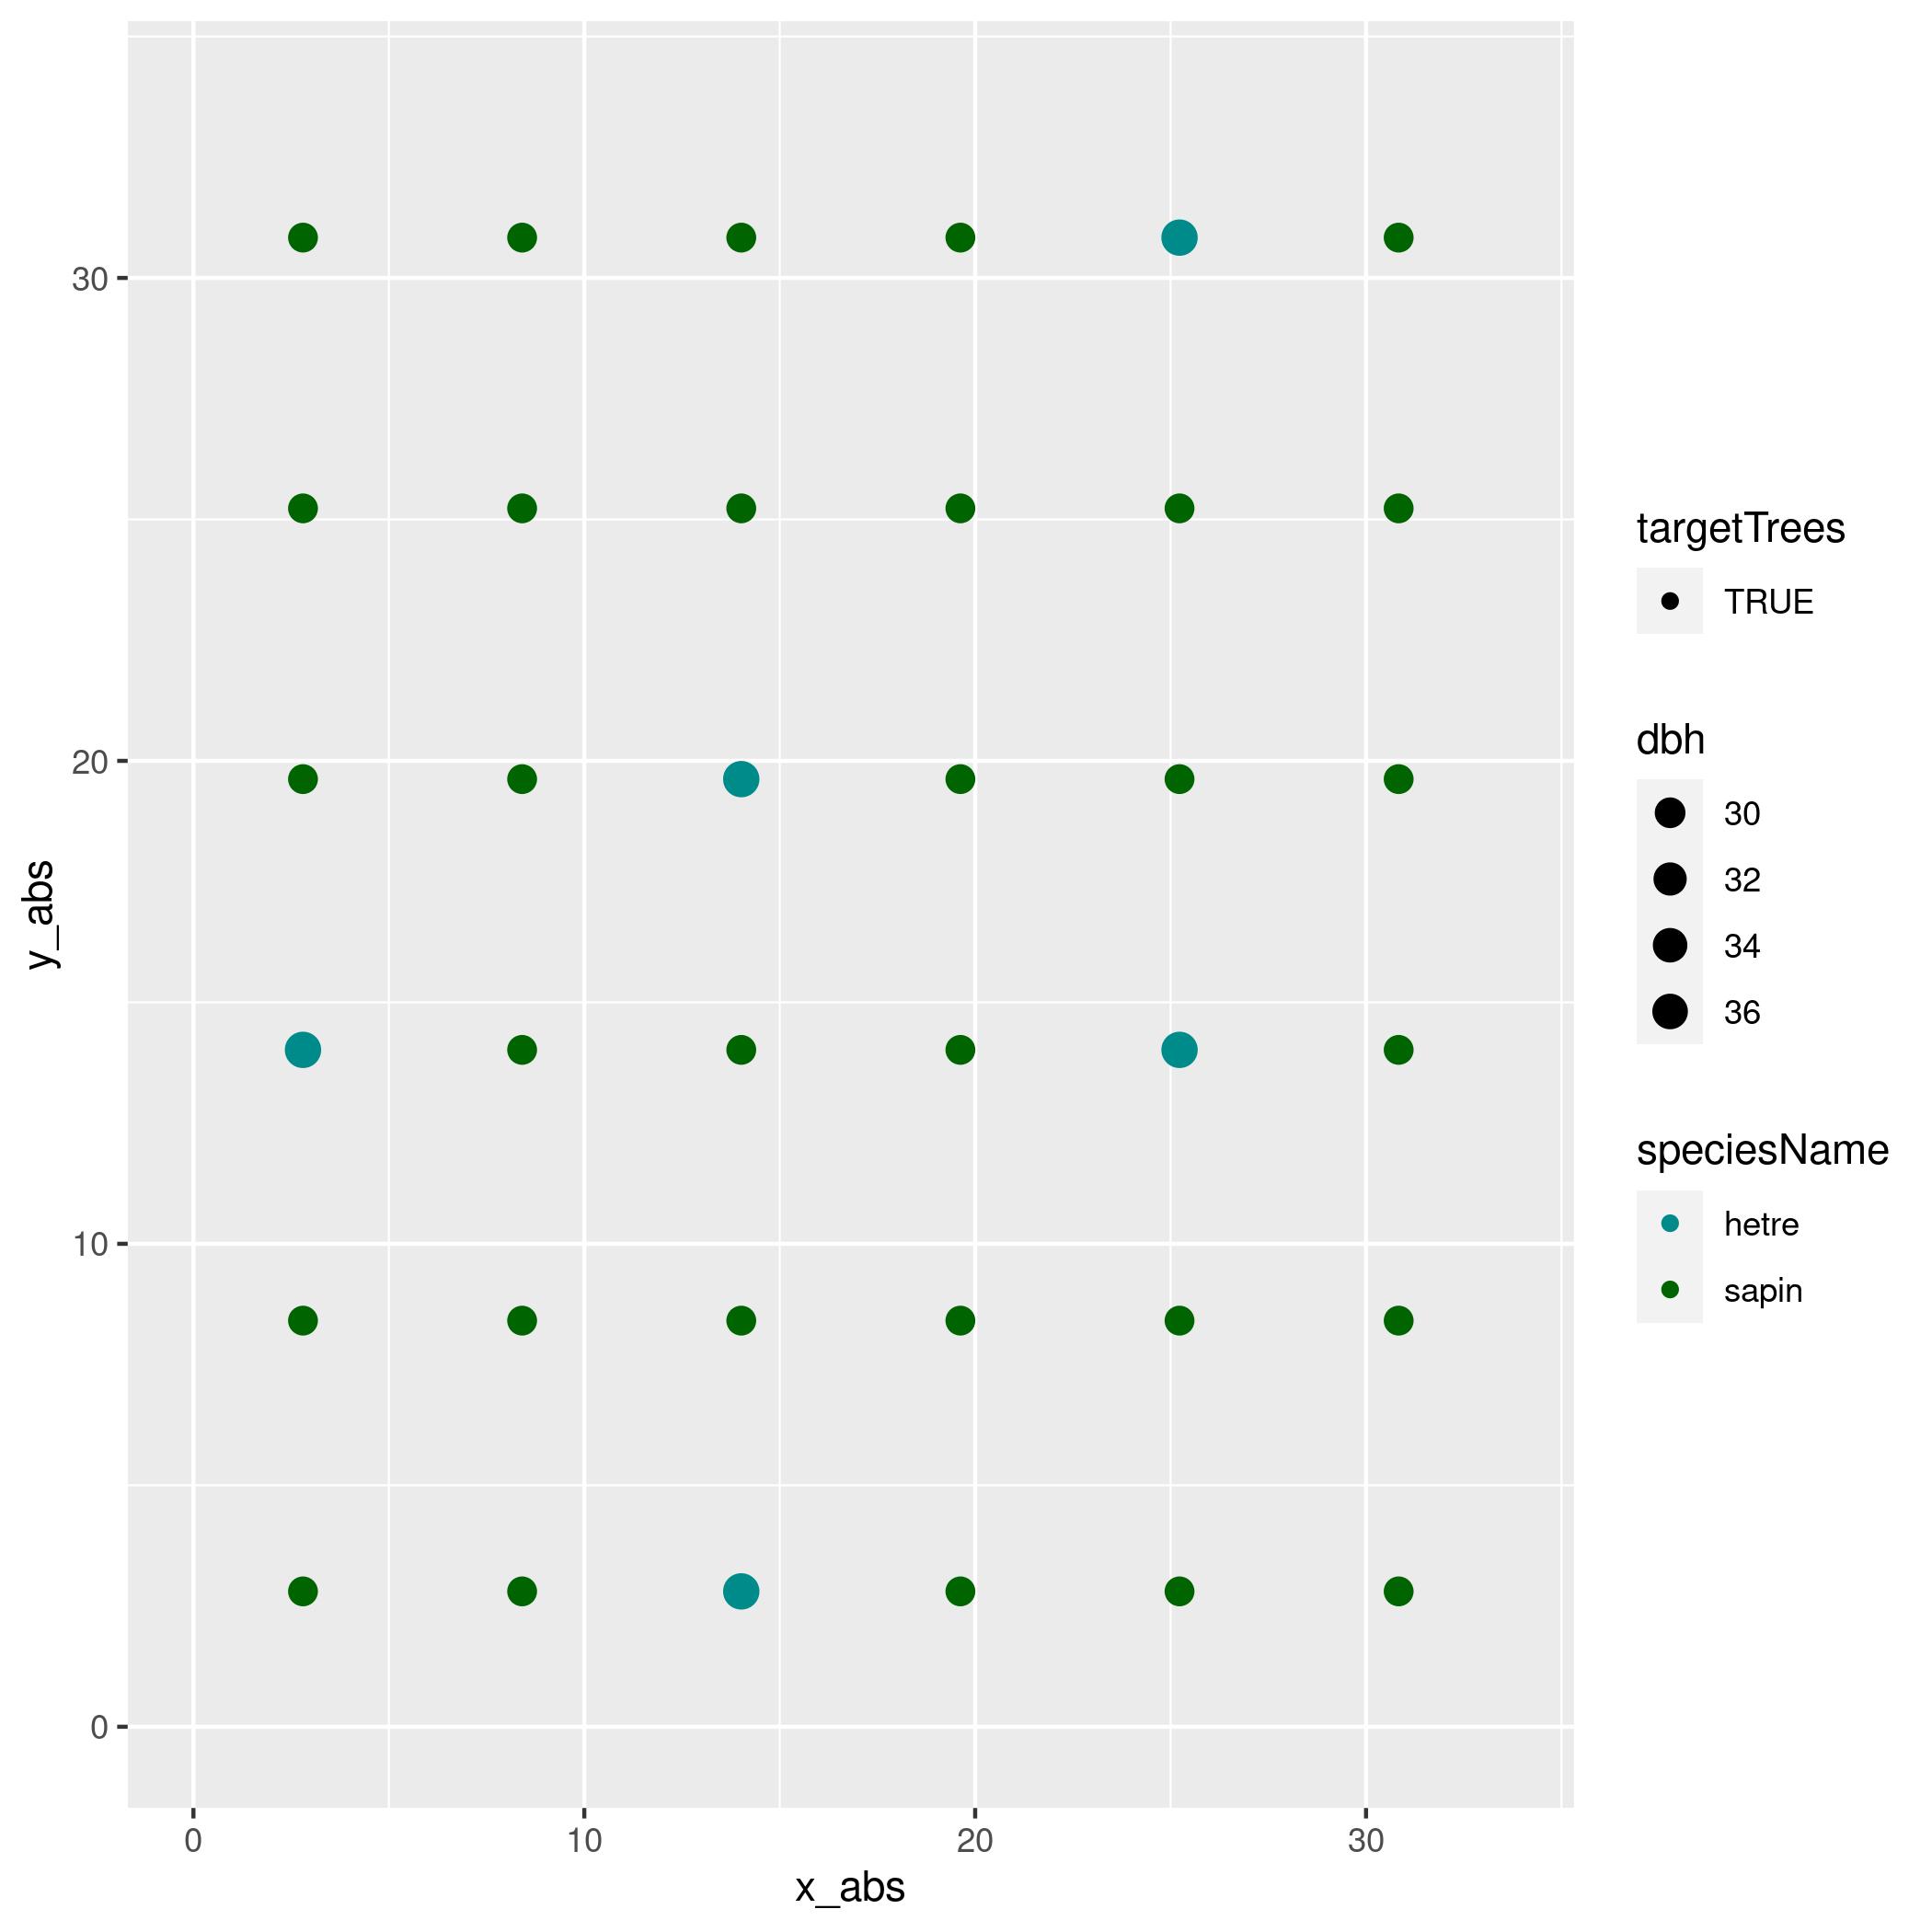 30
20
10
0
0 10 20 30
x_abs
y_abs
targetTrees
TRUE
dbh
30
32
34
36
speciesName
hetre
sapin